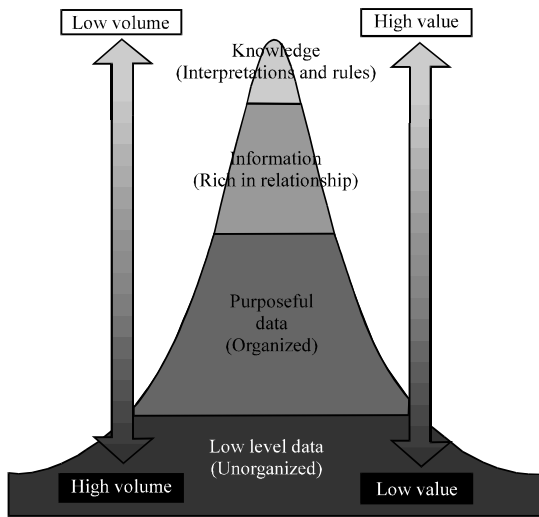 Low volume
High value
Knowledge
(Interpretations and rules)
Information
(Rich in relationship)
Purposeful
data
(Organized)
Low level data
(Unorganized)
High volume
Low value